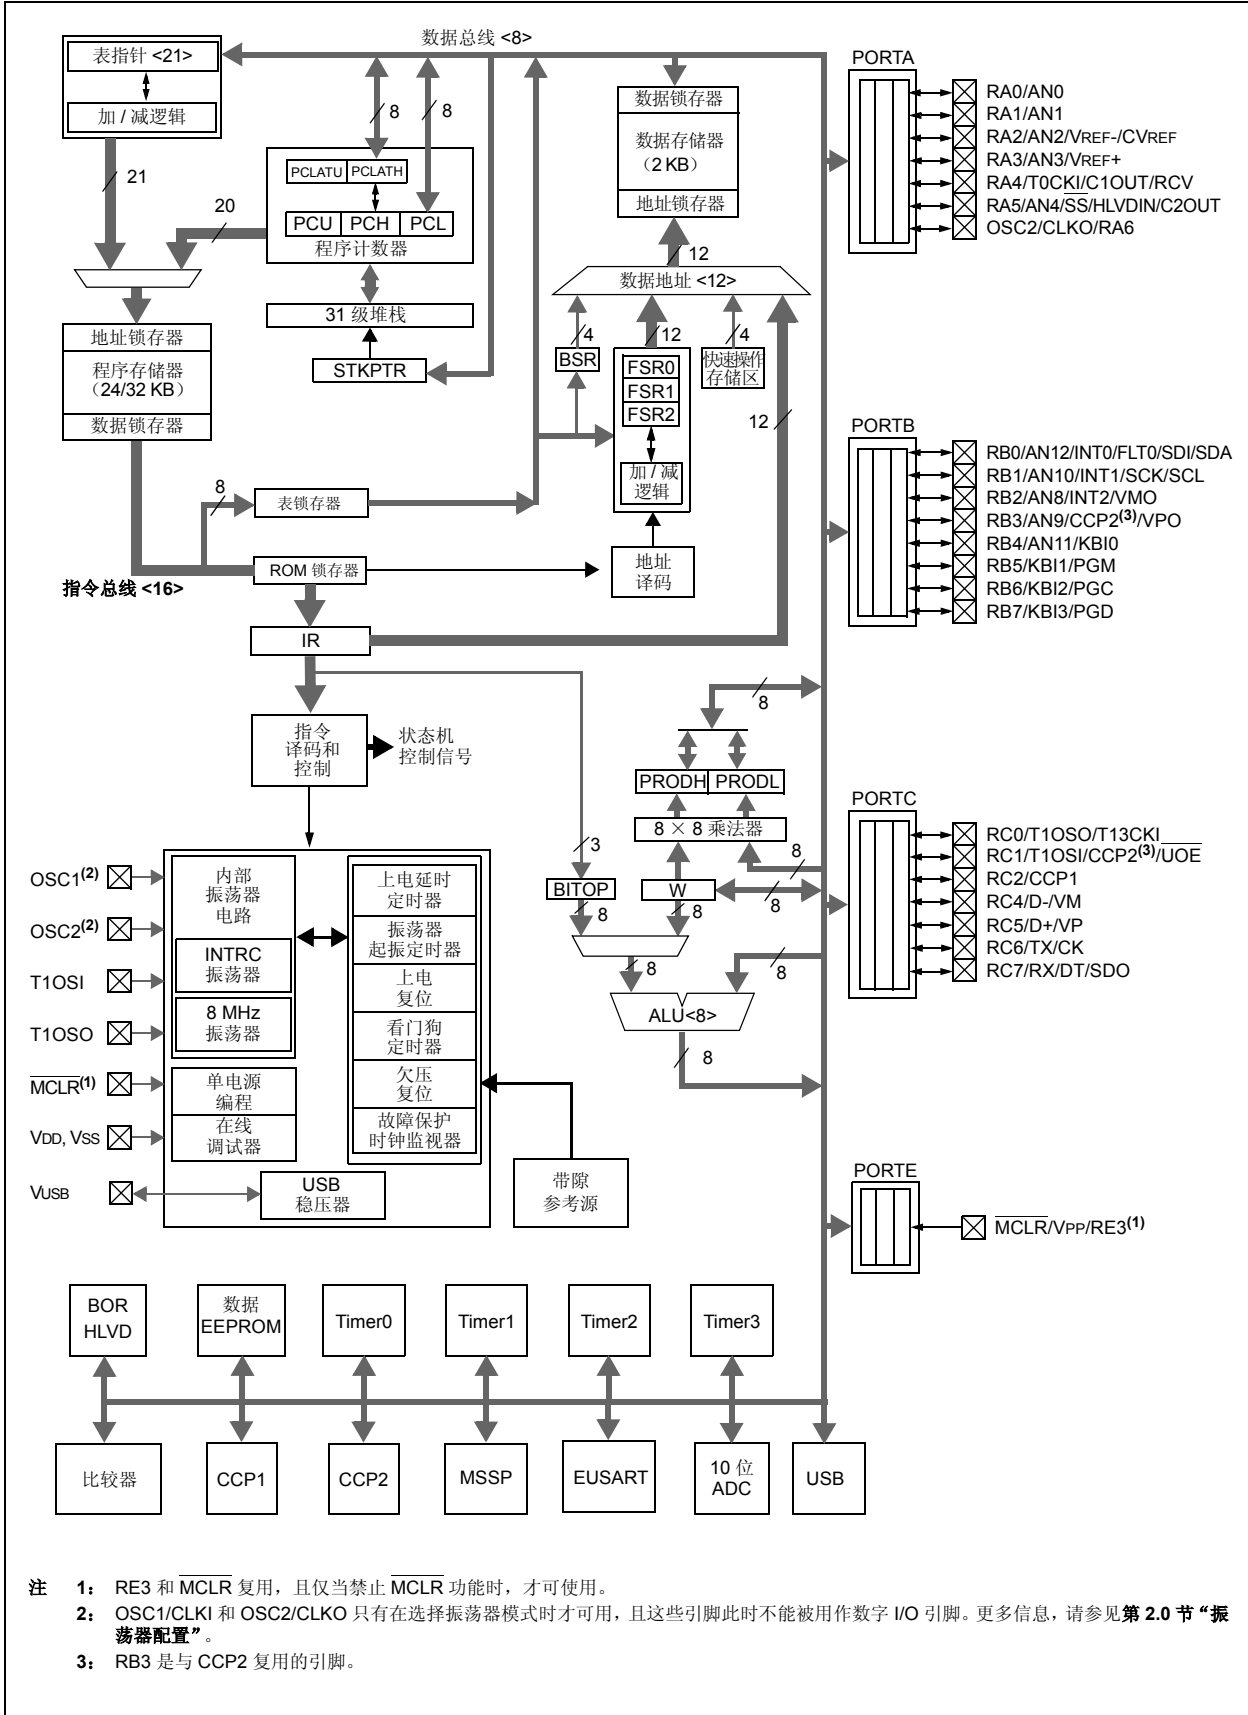 数据总线 <8>
表指针 <21>
加 / 减逻辑
21
20
8
8
PCLATU PCLATH
PCU PCH PCL
程序计数器
31 级堆栈
STKPTR
地址锁存器
程序存储器
（24/32 KB）
数据锁存器
数据锁存器
数据存储器
（2 KB）
地址锁存器
12
数据地址 <12>
4
12
4
BSR
FSR0
FSR1
FSR2
加 / 减
逻辑
快速操作
存储区
12
8
表锁存器
ROM 锁存器
地址
译码
指令总线 <16>
IR
指令
译码和
控制
状态机
控制信号
8
PRODH PRODL
8 × 8 乘法器
3
BITOP
W
8
8
8
8
8
8
ALU<8>
8
OSC1(2)
OSC2(2)
T1OSI
T1OSO
MCLR(1)
VDD, VSS
VUSB
内部
振荡器
电路
INTRC
振荡器
8 MHz
振荡器
单电源
编程
在线
调试器
USB
稳压器
上电延时
定时器
振荡器
起振定时器
上电
复位
看门狗
定时器
欠压
复位
故障保护
时钟监视器
带隙
参考源
PORTA
RA0/AN0
RA1/AN1
RA2/AN2/VREF-/CVREF
RA3/AN3/VREF+
RA4/T0CKI/C1OUT/RCV
RA5/AN4/SS/HLVDIN/C2OUT
OSC2/CLKO/RA6
PORTB
RB0/AN12/INT0/FLT0/SDI/SDA
RB1/AN10/INT1/SCK/SCL
RB2/AN8/INT2/VMO
RB3/AN9/CCP2(3)/VPO
RB4/AN11/KBI0
RB5/KBI1/PGM
RB6/KBI2/PGC
RB7/KBI3/PGD
PORTC
RC0/T1OSO/T13CKI
RC1/T1OSI/CCP2(3)/UOE
RC2/CCP1
RC4/D-/VM
RC5/D+/VP
RC6/TX/CK
RC7/RX/DT/SDO
PORTE
MCLR/VPP/RE3(1)
BOR
HLVD
数据
EEPROM
Timer0
Timer1
Timer2
Timer3
比较器
CCP1
CCP2
MSSP
EUSART
10 位
ADC
USB
注 1： RE3 和 MCLR 复用，且仅当禁止 MCLR 功能时，才可使用。
2： OSC1/CLKI 和 OSC2/CLKO 只有在选择振荡器模式时才可用，且这些引脚此时不能被用作数字 I/O 引脚。更多信息，请参见第 2.0 节“振
荡器配置”。
3： RB3 是与 CCP2 复用的引脚。